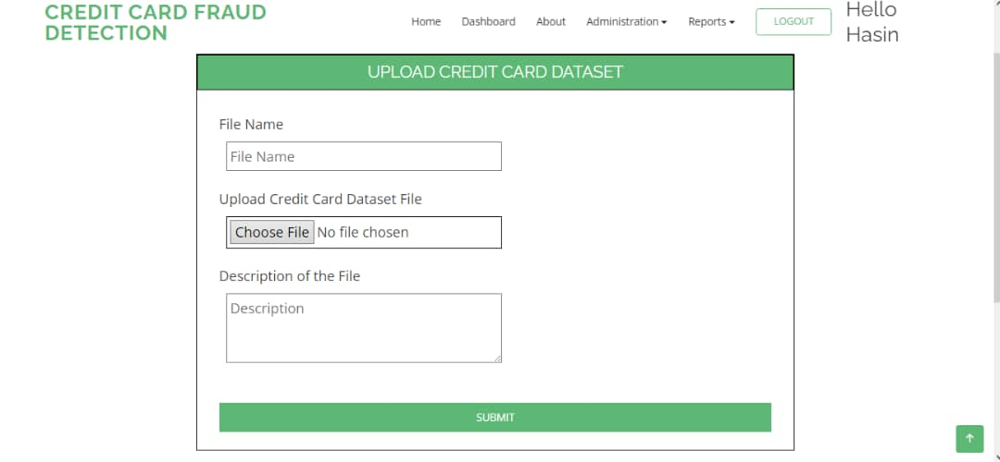 CREDIT CARD FRAUD
DETECTION
Home Dashboard About Administration Reports LOGOUT
Hello
Hasin
UPLOAD CREDIT CARD DATASET
File Name
File Name
Upload Credit Card Dataset File
Choose File No file chosen
Description of the File
Description
SUBMIT